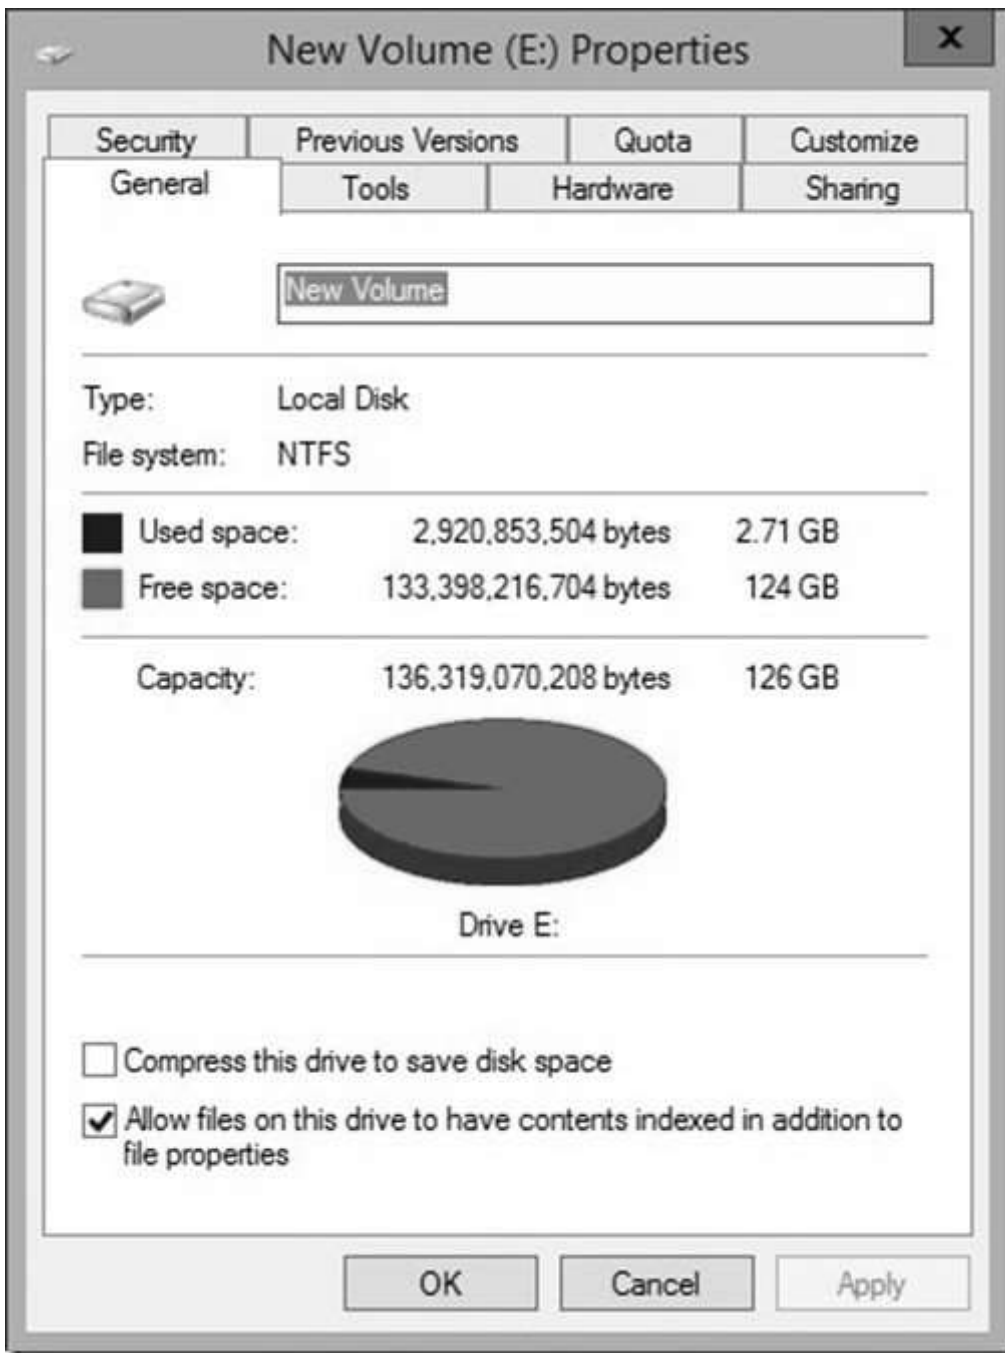 New Volume (E:) Properties
X
Security Previous Versions Quota Customize
General Tools Hardware Sharing
New Volume
Type: Local Disk
File system: NTFS
Used space: 2,920,853,504 bytes 2.71 GB
Free space: 133,398,216,704 bytes 124 GB
Capacity: 136,319,070,208 bytes 126 GB
Drive E:
Compress this drive to save disk space
Allow files on this drive to have contents indexed in addition to
file properties
OK Cancel Apply